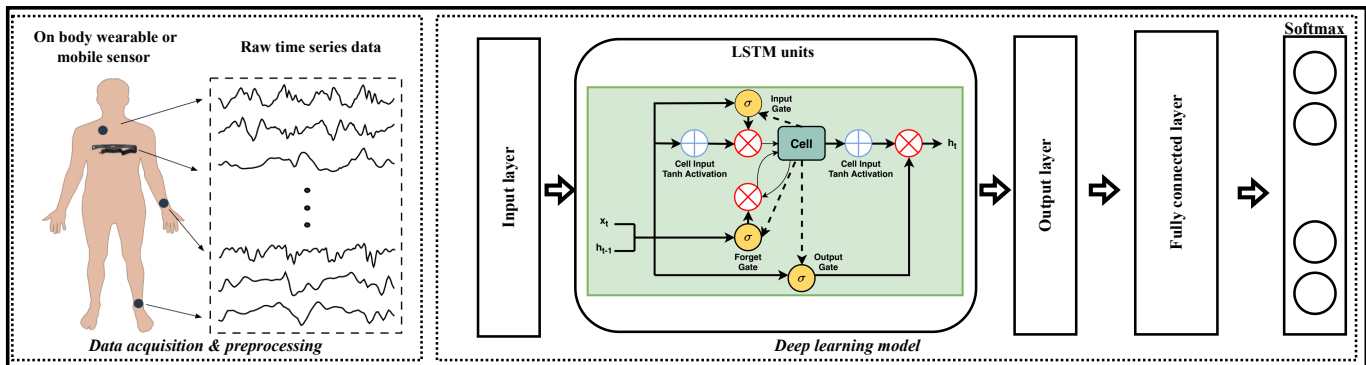 On body wearable or
mobile sensor
Raw time series data
Data acquisition & preprocessing
Input layer
LSTM units
σ
Input
Gate
Cell Input
Tanh Activation
Cell
Cell Input
Tanh Activation
h_t
x_t
h_{t-1}
σ
Forget
Gate
σ
Output
Gate
Output layer
Fully connected layer
Softmax
Deep learning model